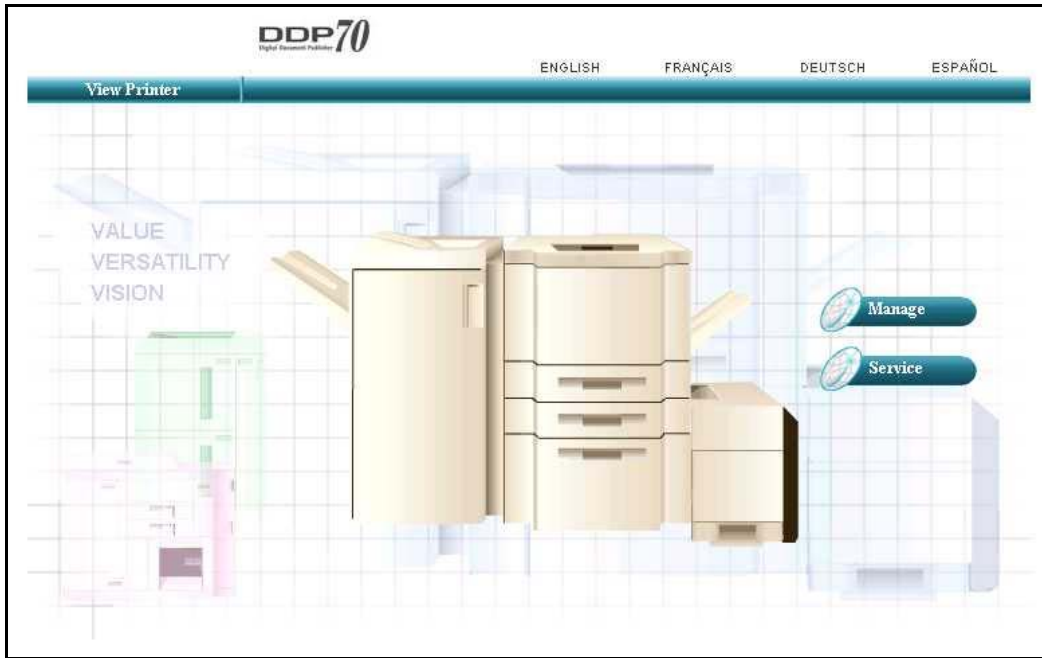 DDP70
Digital Document Publisher
ENGLISH FRANÇAIS DEUTSCH ESPAÑOL
View Printer
VALUE
VERSATILITY
VISION
Manage
Service